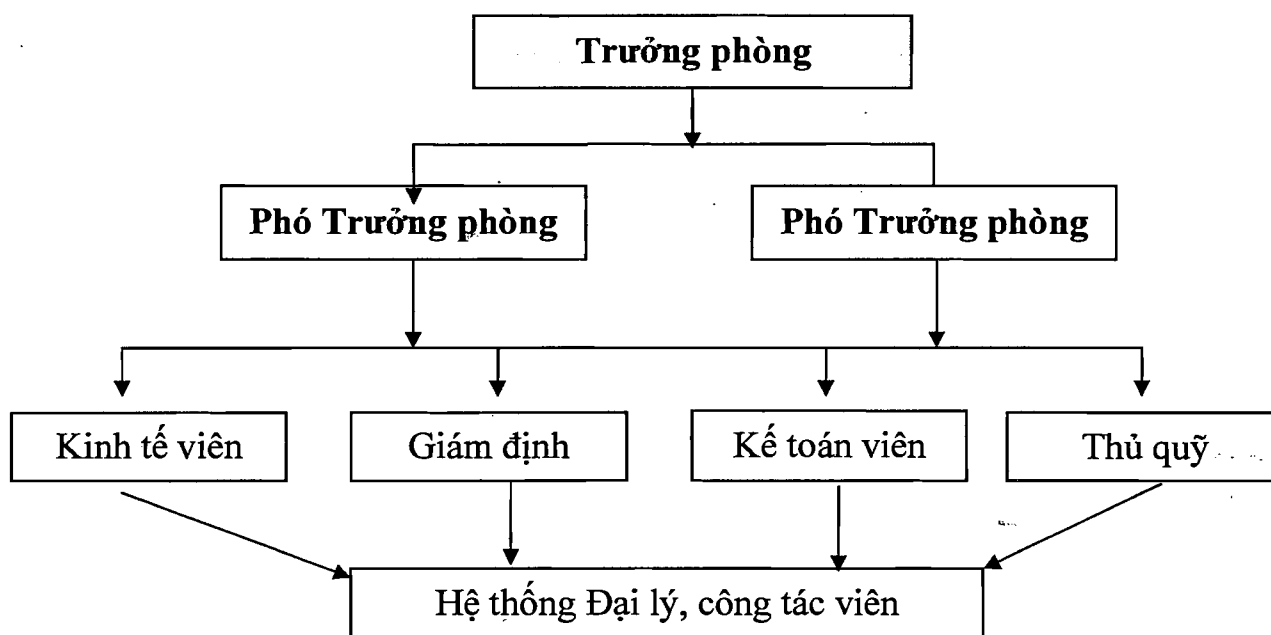 Trưởng phòng
Phó Trưởng phòng
Phó Trưởng phòng
Kinh tế viên
Giám định
Kế toán viên
Thủ quỹ
Hệ thống Đại lý, công tác viên